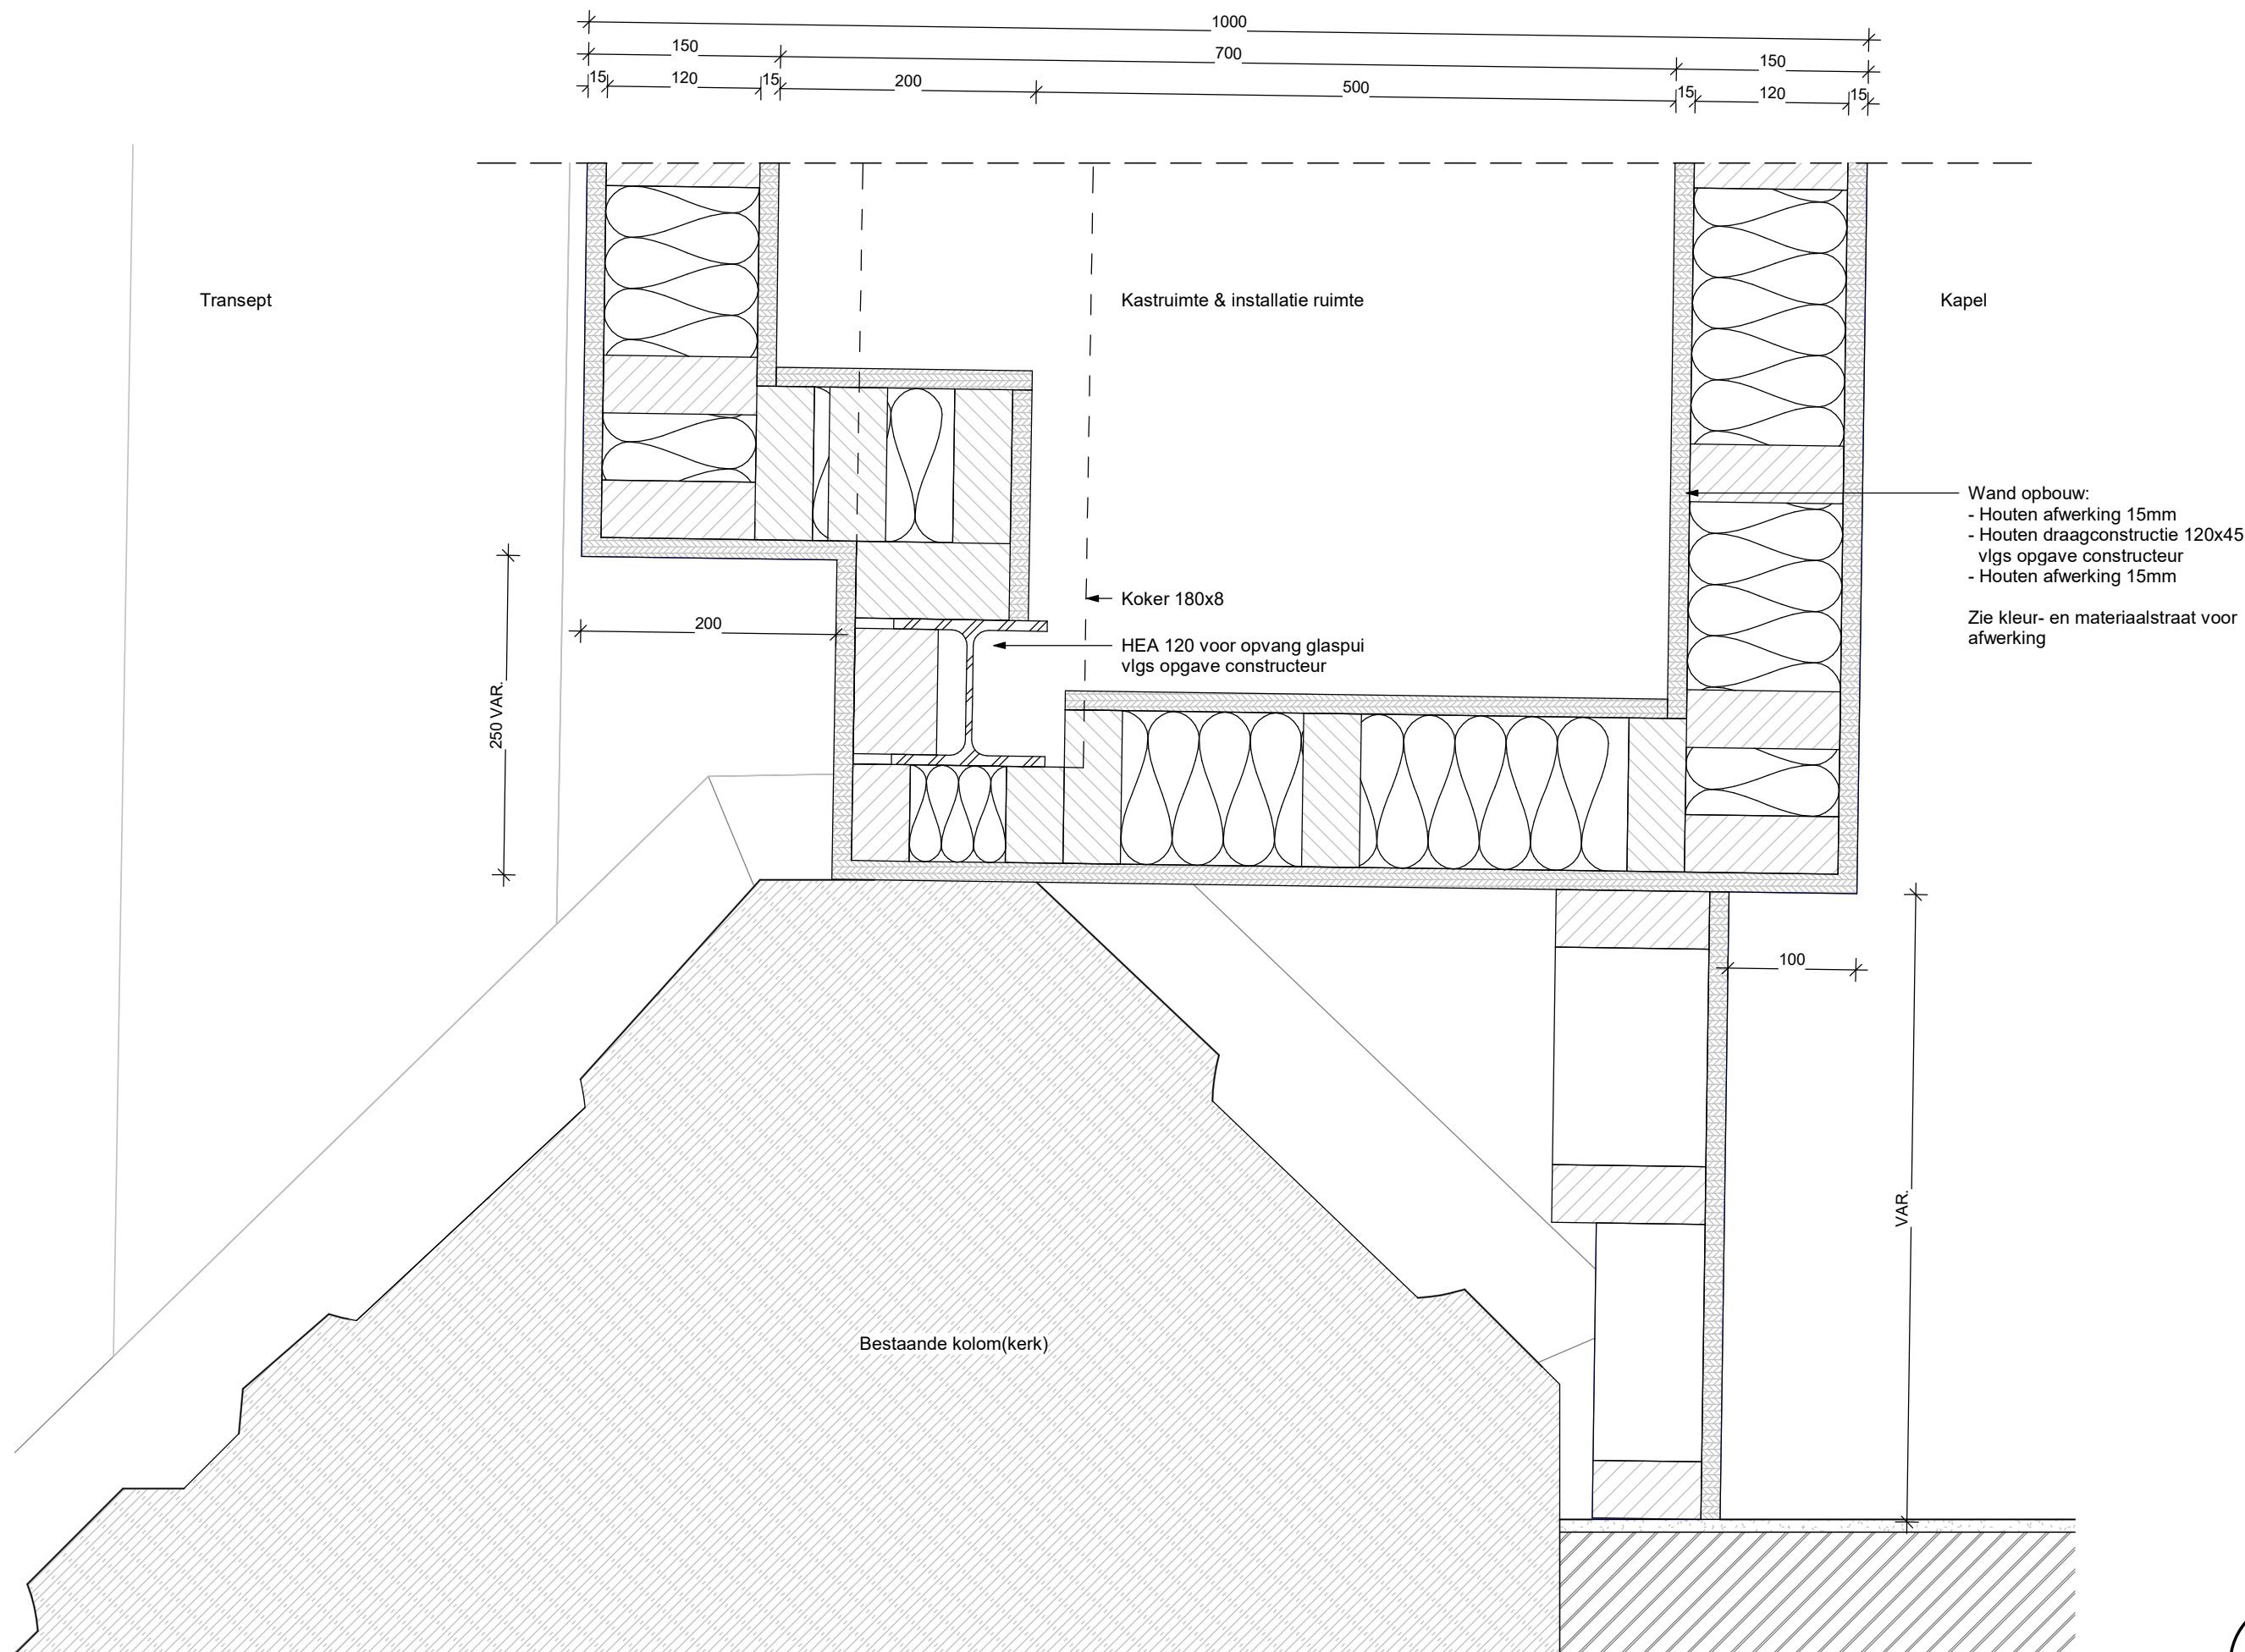 1000
150
700
150
15
120
15
200
500
15
120
15
Transept
Kastruimte & installatie ruimte
Kapel
Wand opbouw:
- Houten afwerking 15mm
- Houten draagconstructie 120x45
vlgs opgave constructeur
- Houten afwerking 15mm
Zie kleur- en materiaalstraat voor
afwerking
Koker 180x8
HEA 120 voor opvang glaspui
vlgs opgave constructeur
200
250 VAR.
100
VAR.
Bestaande kolom(kerk)